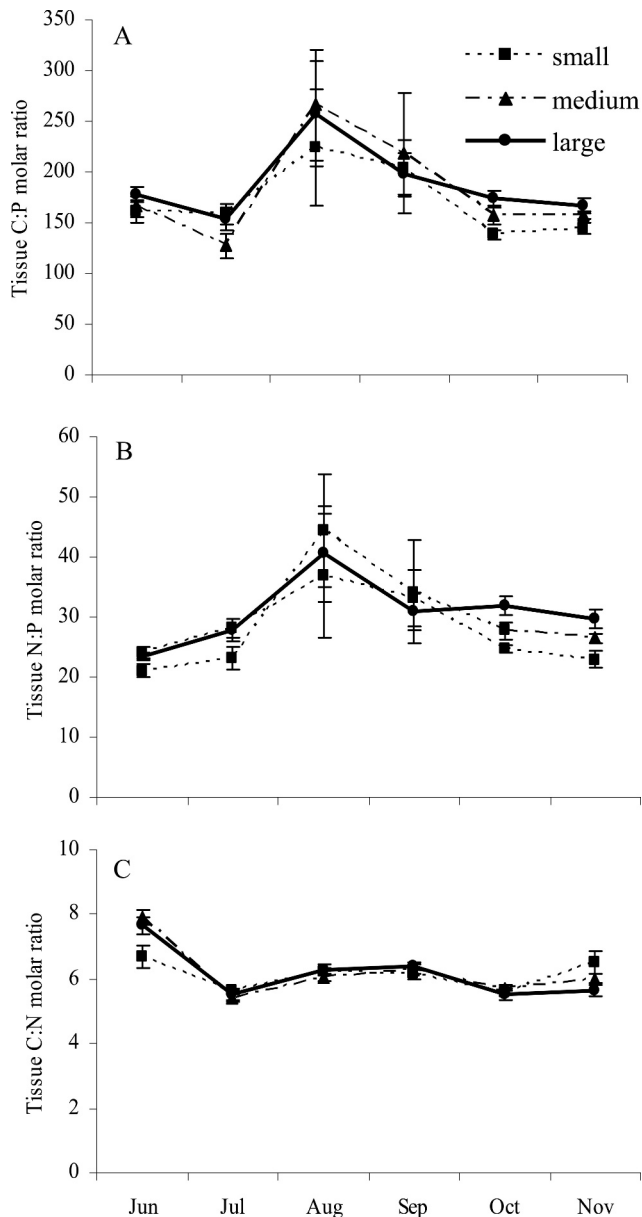 A
small
medium
large
Tissue C:P molar ratio
350
300
250
200
150
100
50
0
B
Tissue N:P molar ratio
60
50
40
30
20
10
0
C
Tissue C:N molar ratio
10
8
6
4
2
0
Jun Jul Aug Sep Oct Nov